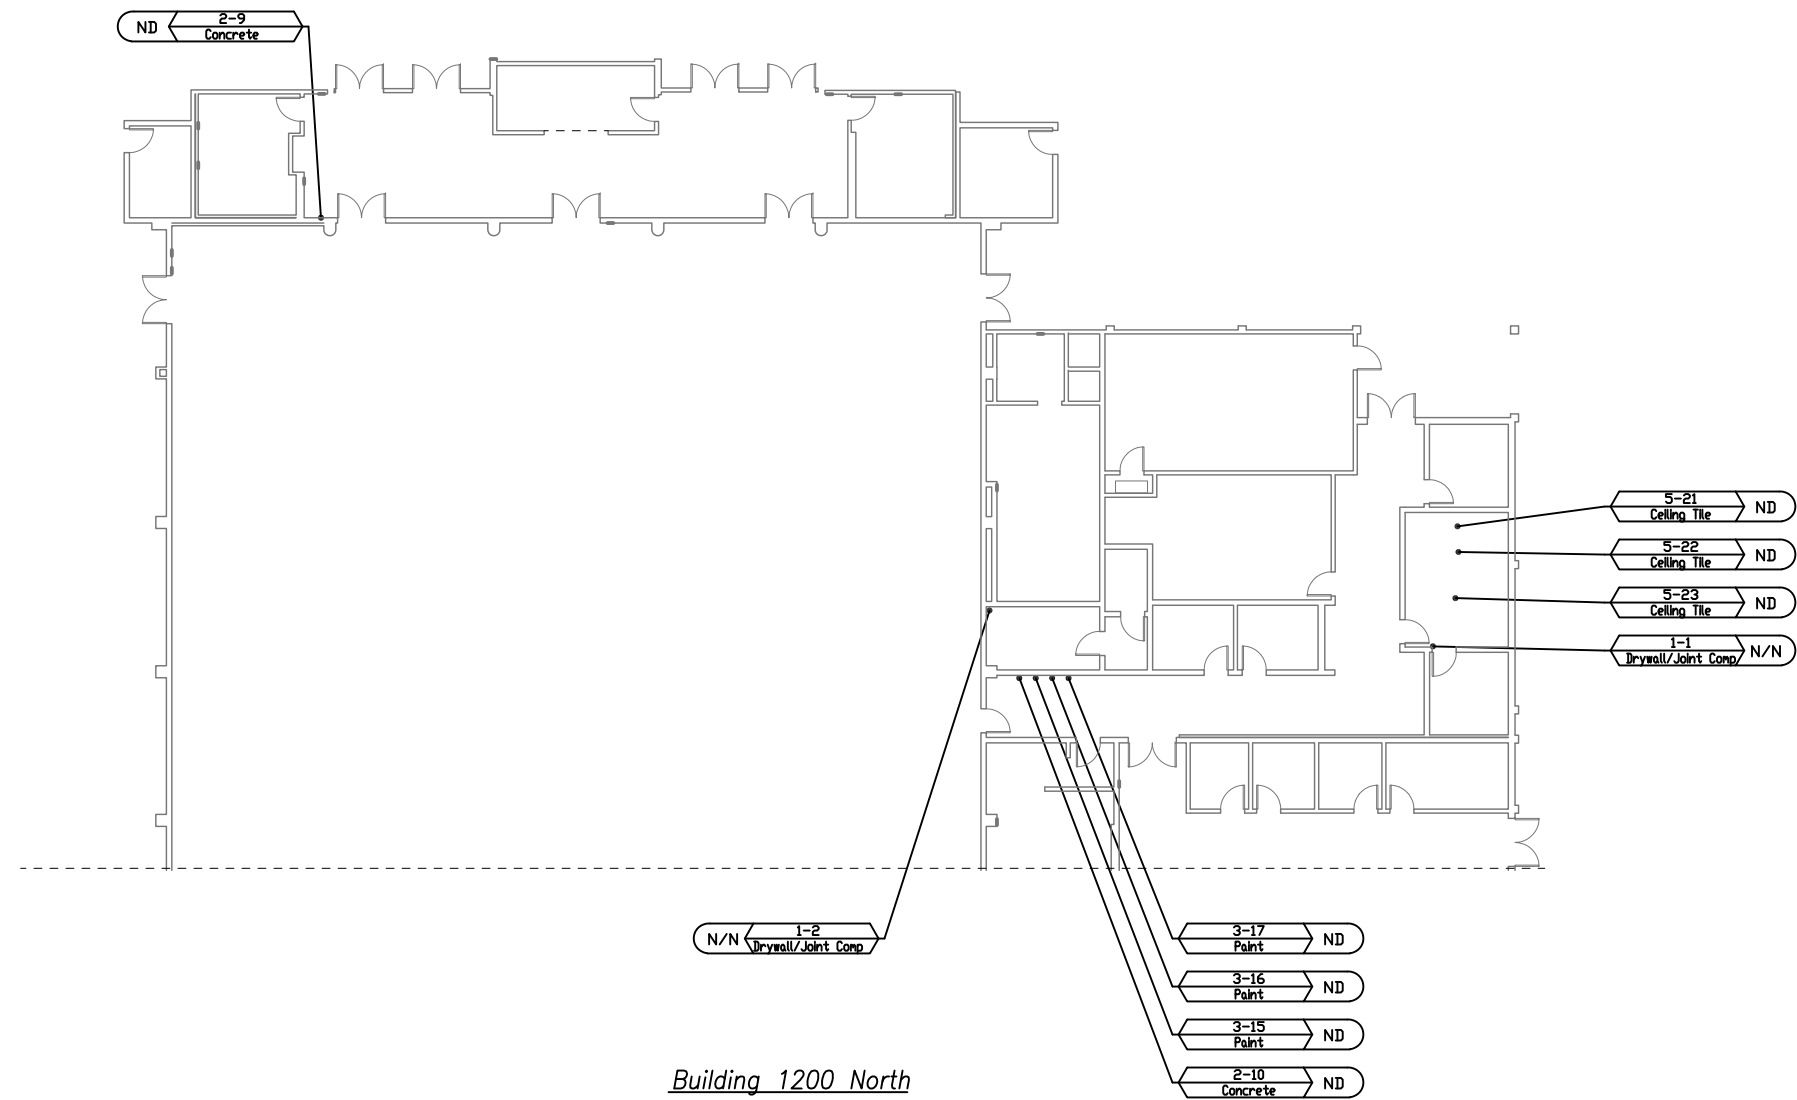 ND
2-9
Concrete
5-21
Ceiling Tile
ND
5-22
Ceiling Tile
ND
5-23
Ceiling Tile
ND
1-1
Drywall/Joint Comp
N/N
N/N
1-2
Drywall/Joint Comp
3-17
Paint
ND
3-16
Paint
ND
3-15
Paint
ND
2-10
Concrete
ND
Building 1200 North